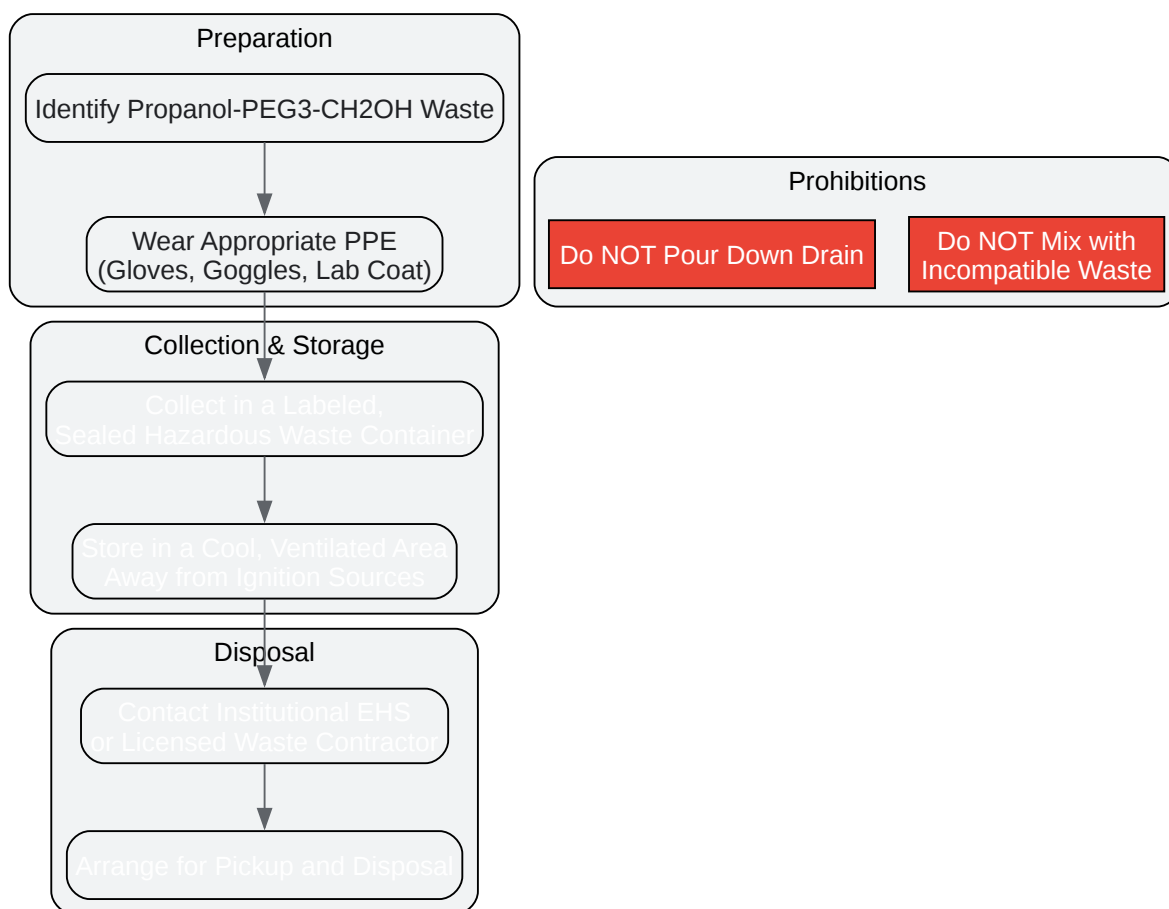 Preparation
Identify Propanol-PEG3-CH2OH Waste
Wear Appropriate PPE
(Gloves, Goggles, Lab Coat)
Prohibitions
Do NOT Pour Down Drain
Do NOT Mix with
Incompatible Waste
Collection & Storage
Collect in a Labeled,
Sealed Hazardous Waste Container
Store in a Cool, Ventilated Area
Away from Ignition Sources
Disposal
Contact Institutional EHS
or Licensed Waste Contractor
Arrange for Pickup and Disposal